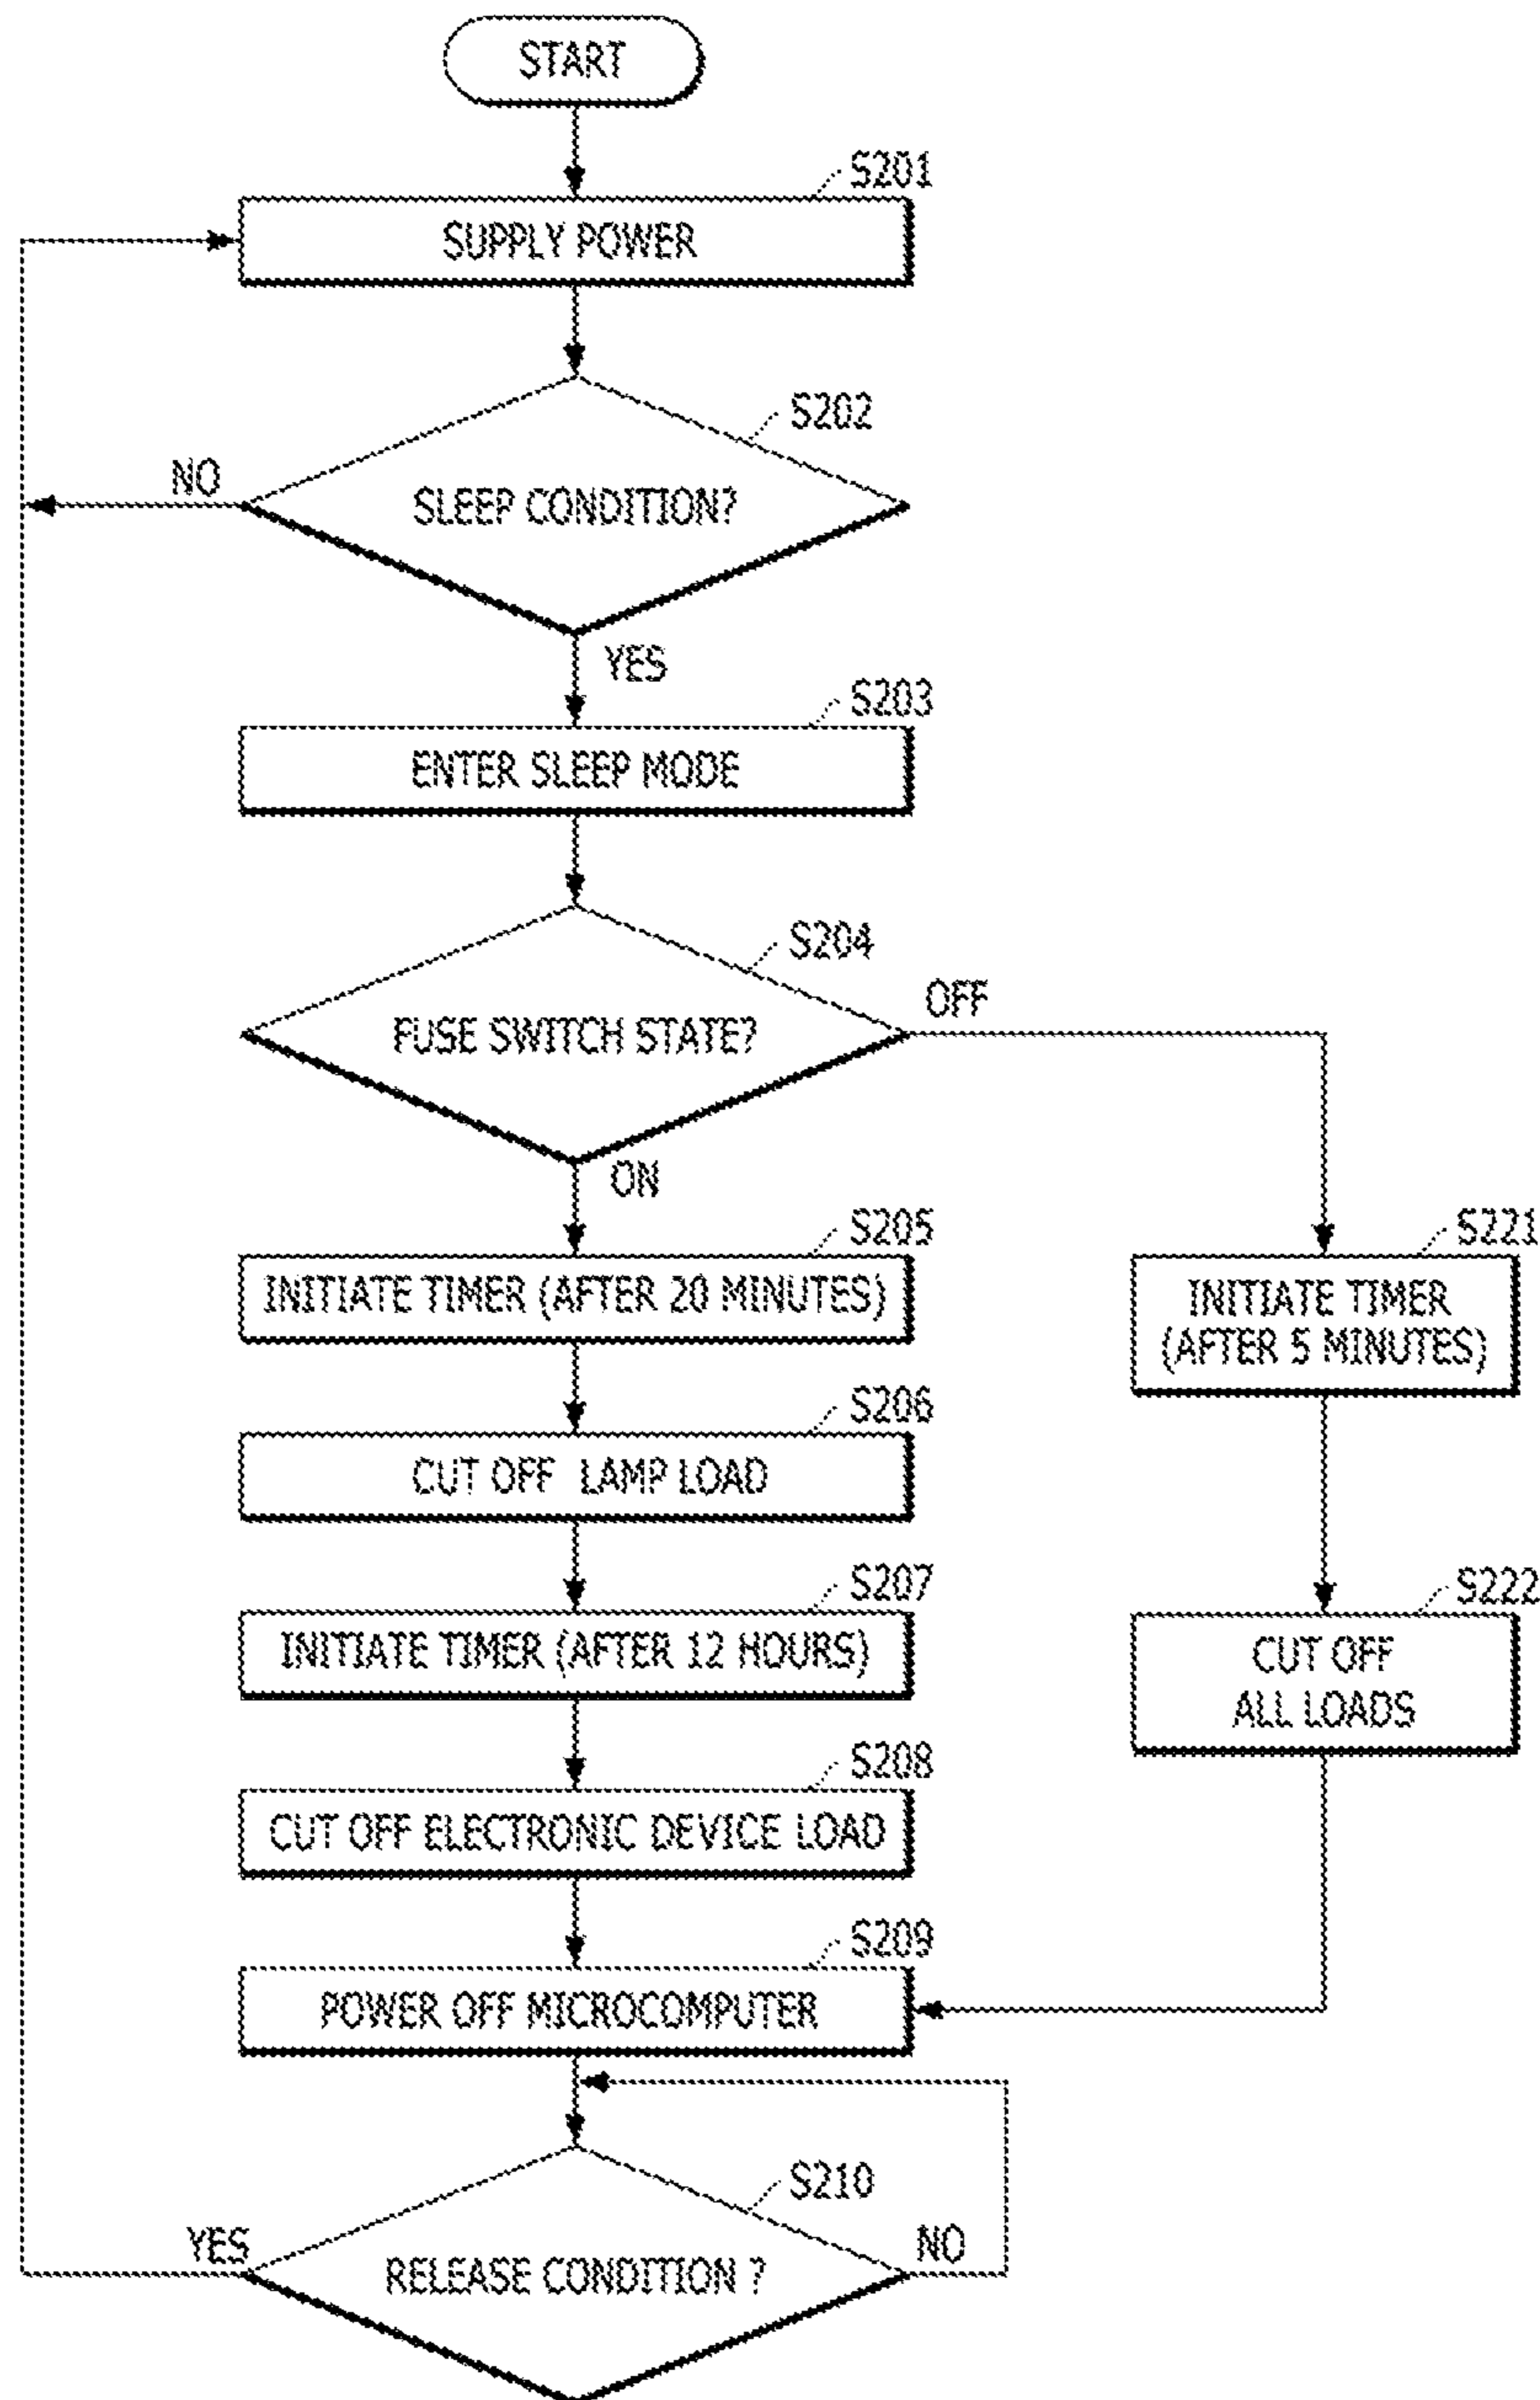 START
S201
SUPPLY POWER
S202
NO
SLEEP CONDITION?
YES
S203
ENTER SLEEP MODE
S204
OFF
FUSE SWITCH STATE?
ON
S205
INITIATE TIMER (AFTER 20 MINUTES)
S221
INITIATE TIMER
(AFTER 5 MINUTES)
S206
CUT OFF LAMP LOAD
S207
INITIATE TIMER (AFTER 12 HOURS)
S222
CUT OFF
ALL LOADS
S208
CUT OFF ELECTRONIC DEVICE LOAD
S209
POWER OFF MICROCOMPUTER
S210
YES
NO
RELEASE CONDITION ?